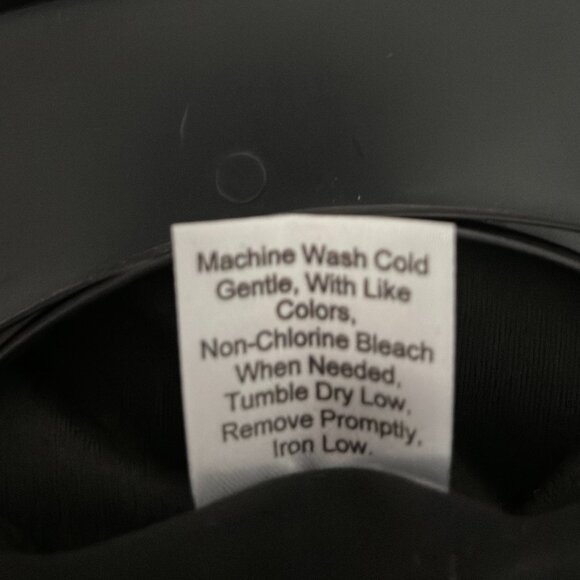 Machine Wash Cold
Gentle, With Like
Colors,
Non-Chlorine Bleach
When Needed,
Tumble Dry Low,
Remove Promptly,
Iron Low.